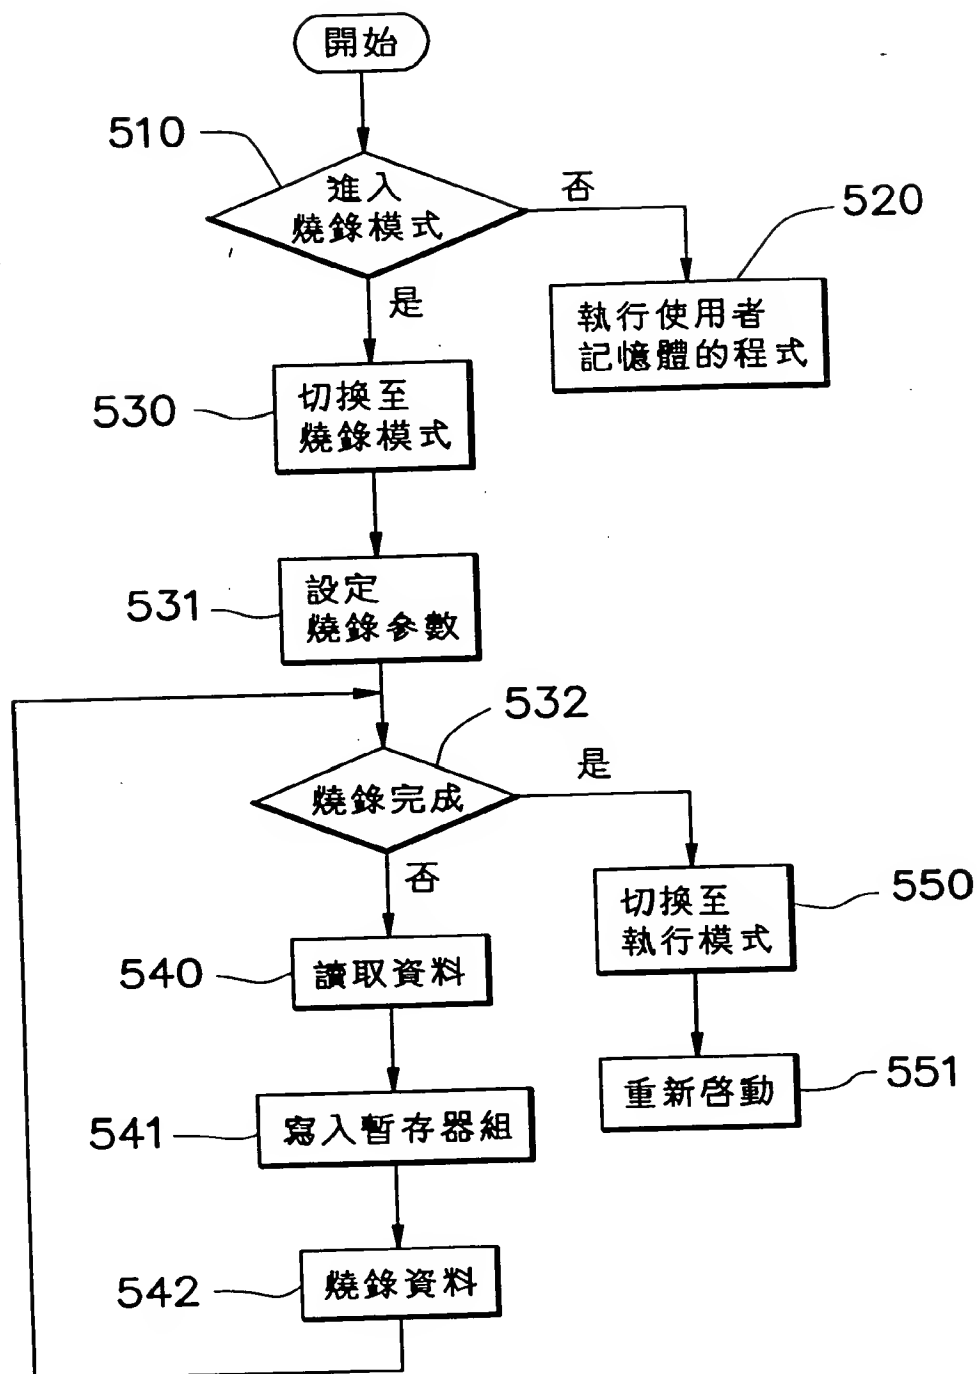 開始
510
進入
燒錄模式
否
520
執行使用者
記憶體的程式
是
530
切換至
燒錄模式
531
設定
燒錄參數
532
燒錄完成
是
否
550
切換至
執行模式
540
讀取資料
551
重新啓動
541
寫入暫存器組
542
燒錄資料